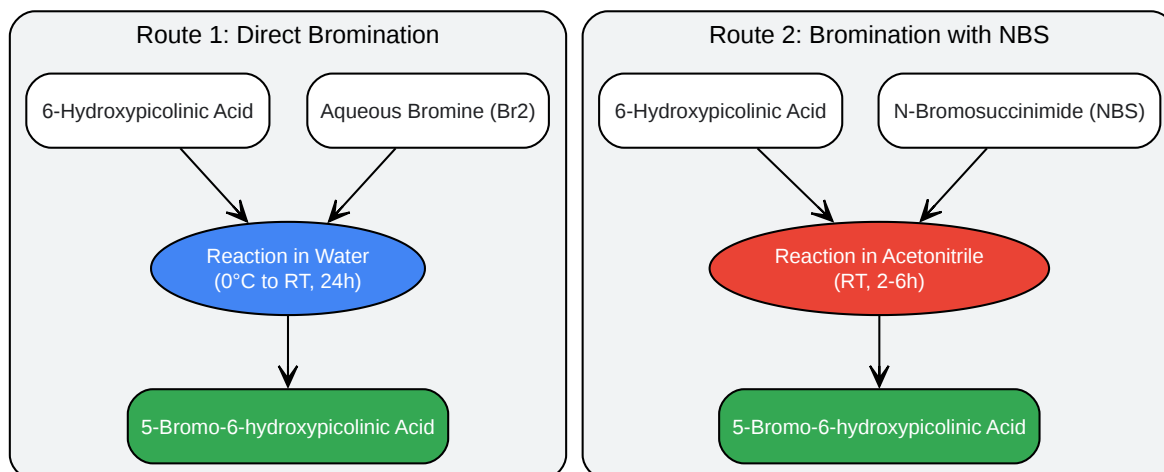 Route 1: Direct Bromination
6-Hydroxypicolinic Acid
Aqueous Bromine (Br2)
Reaction in Water
(0°C to RT, 24h)
5-Bromo-6-hydroxypicolinic Acid
Route 2: Bromination with NBS
6-Hydroxypicolinic Acid
N-Bromosuccinimide (NBS)
Reaction in Acetonitrile
(RT, 2-6h)
5-Bromo-6-hydroxypicolinic Acid